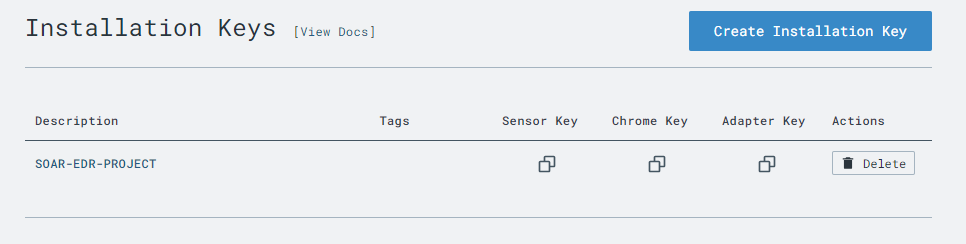 Installation Keys [View Docs] Create Installation Key
Description Tags Sensor Key Chrome Key Adapter Key Actions
SOAR-EDR-PROJECT Delete